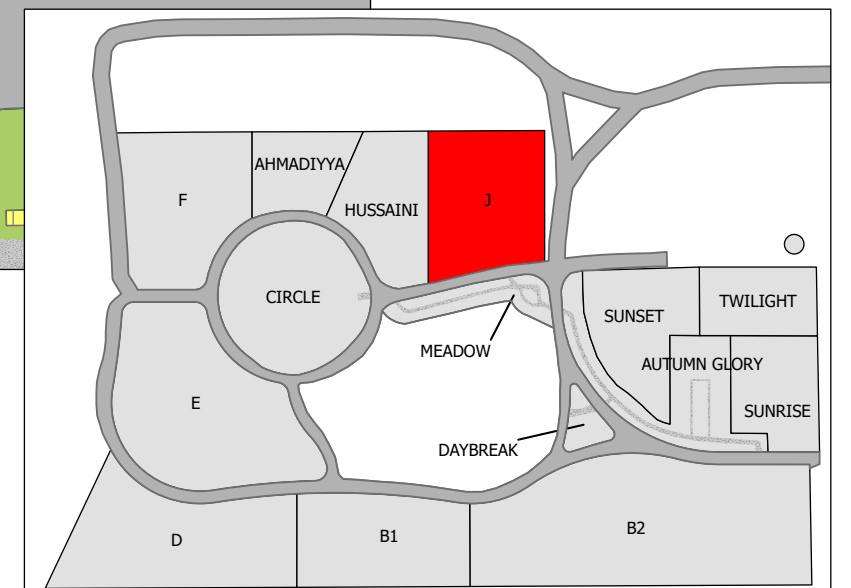 AHMADIYYA
F
HUSSAINI
J
CIRCLE
TWILIGHT
SUNSET
MEADOW
AUTUMN GLORY
E
SUNRISE
DAYBREAK
D
B1
B2